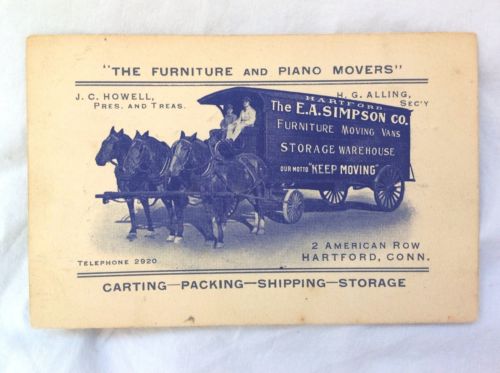 "THE FURNITURE AND PIANO MOVERS"
J. C. HOWELL,
PRES. AND TREAS.
H. G. ALLING,
SEC'Y
HARTFORD
The E.A. SIMPSON CO.
FURNITURE MOVING VANS
STORAGE WAREHOUSE
OUR MOTTO "KEEP MOVING"
TELEPHONE 2920
2 AMERICAN ROW
HARTFORD, CONN.
CARTING—PACKING—SHIPPING—STORAGE